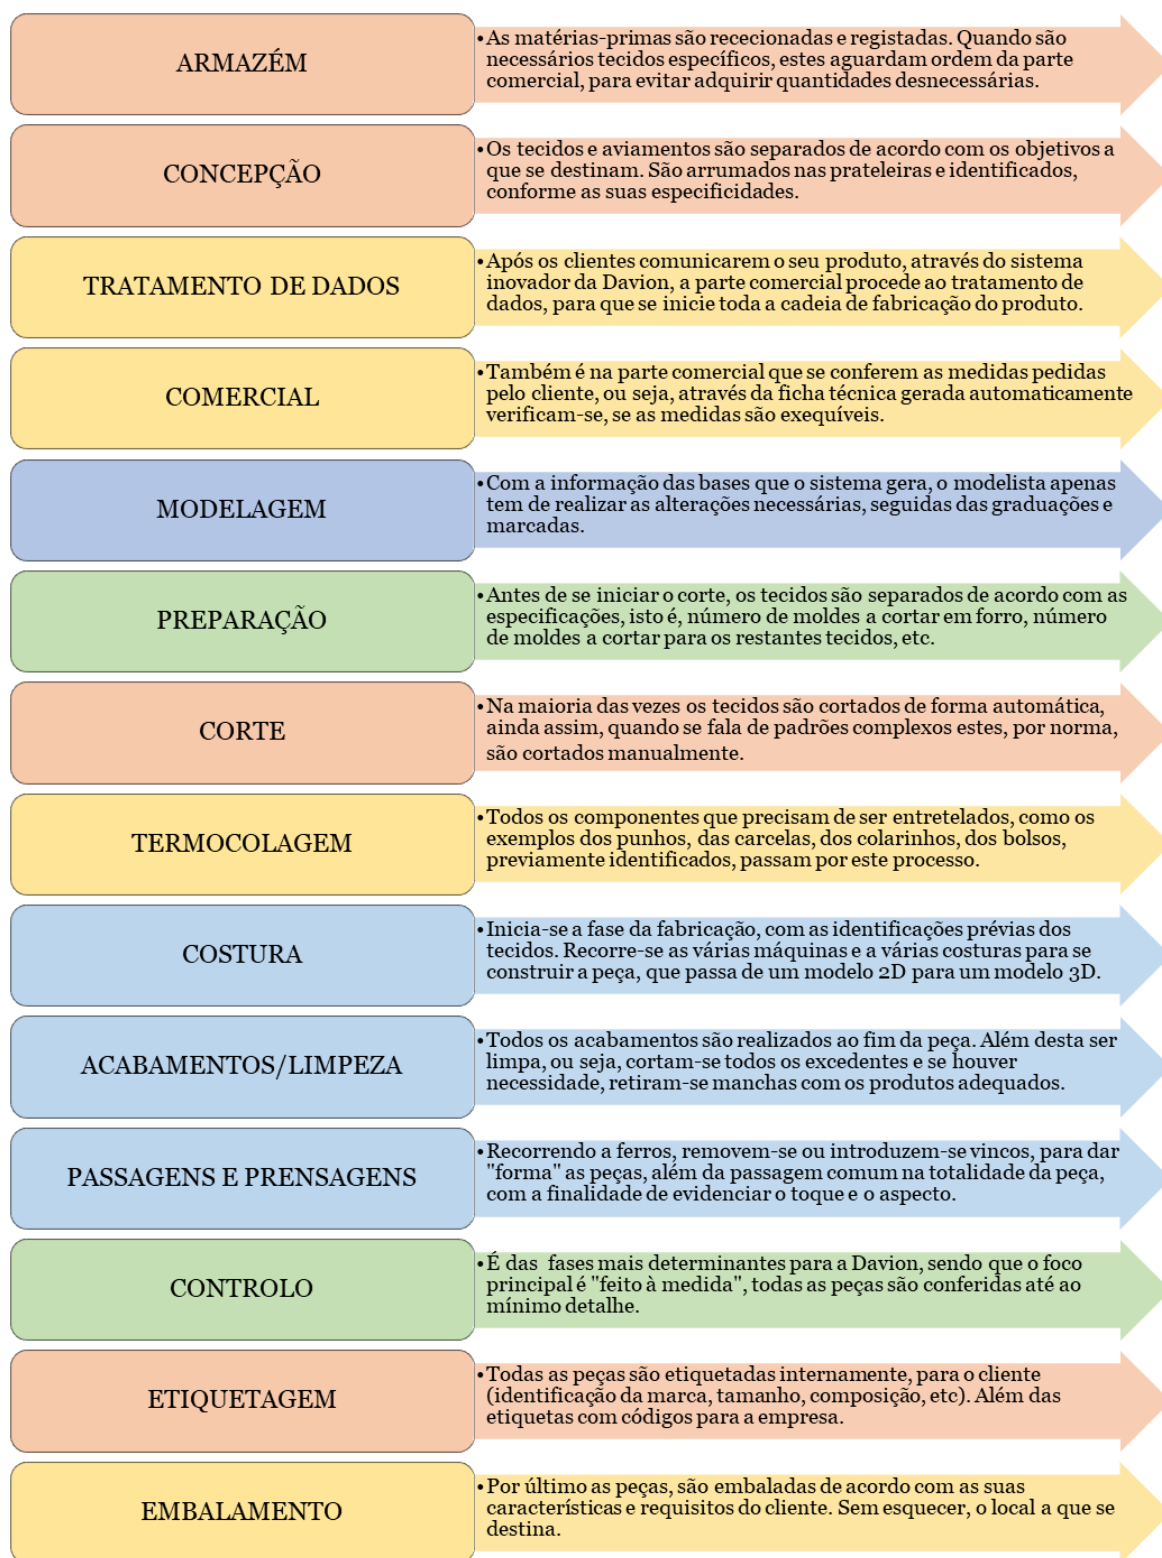 ARMAZÉM
•As matérias-primas são rececionadas e registadas. Quando são
necessários tecidos específicos, estes aguardam ordem da parte
comercial, para evitar adquirir quantidades desnecessárias.
CONCEPÇÃO
•Os tecidos e aviamentos são separados de acordo com os objetivos a
que se destinam. São arrumados nas prateleiras e identificados,
conforme as suas especificidades.
TRATAMENTO DE DADOS
•Após os clientes comunicarem o seu produto, através do sistema
inovador da Davion, a parte comercial procede ao tratamento de
dados, para que se inicie toda a cadeia de fabricação do produto.
COMERCIAL
•Também é na parte comercial que se conferem as medidas pedidas
pelo cliente, ou seja, através da ficha técnica gerada automaticamente
verificam-se, se as medidas são exequíveis.
MODELAGEM
•Com a informação das bases que o sistema gera, o modelista apenas
tem de realizar as alterações necessárias, seguidas das graduações e
marcadas.
PREPARAÇÃO
•Antes de se iniciar o corte, os tecidos são separados de acordo com as
especificações, isto é, número de moldes a cortar em forro, número
de moldes a cortar para os restantes tecidos, etc.
CORTE
•Na maioria das vezes os tecidos são cortados de forma automática,
ainda assim, quando se fala de padrões complexos estes, por norma,
são cortados manualmente.
TERMOCOLAGEM
•Todos os componentes que precisam de ser entretelados, como os
exemplos dos punhos, das carcelas, dos colarinhos, dos bolsos,
previamente identificados, passam por este processo.
COSTURA
•Inicia-se a fase da fabricação, com as identificações prévias dos
tecidos. Recorre-se as várias máquinas e a várias costuras para se
construir a peça, que passa de um modelo 2D para um modelo 3D.
ACABAMENTOS/LIMPEZA
•Todos os acabamentos são realizados ao fim da peça. Além desta ser
limpa, ou seja, cortam-se todos os excedentes e se houver
necessidade, retiram-se manchas com os produtos adequados.
PASSAGENS E PRENSAGENS
•Recorrendo a ferros, removem-se ou introduzem-se vincos, para dar
"forma" as peças, além da passagem comum na totalidade da peça,
com a finalidade de evidenciar o toque e o aspecto.
CONTROLO
•É das fases mais determinantes para a Davion, sendo que o foco
principal é "feito à medida", todas as peças são conferidas até ao
mínimo detalhe.
ETIQUETAGEM
•Todas as peças são etiquetadas internamente, para o cliente
(identificação da marca, tamanho, composição, etc). Além das
etiquetas com códigos para a empresa.
EMBALAMENTO
•Por último as peças, são embaladas de acordo com as suas
características e requisitos do cliente. Sem esquecer, o local a que se
destina.